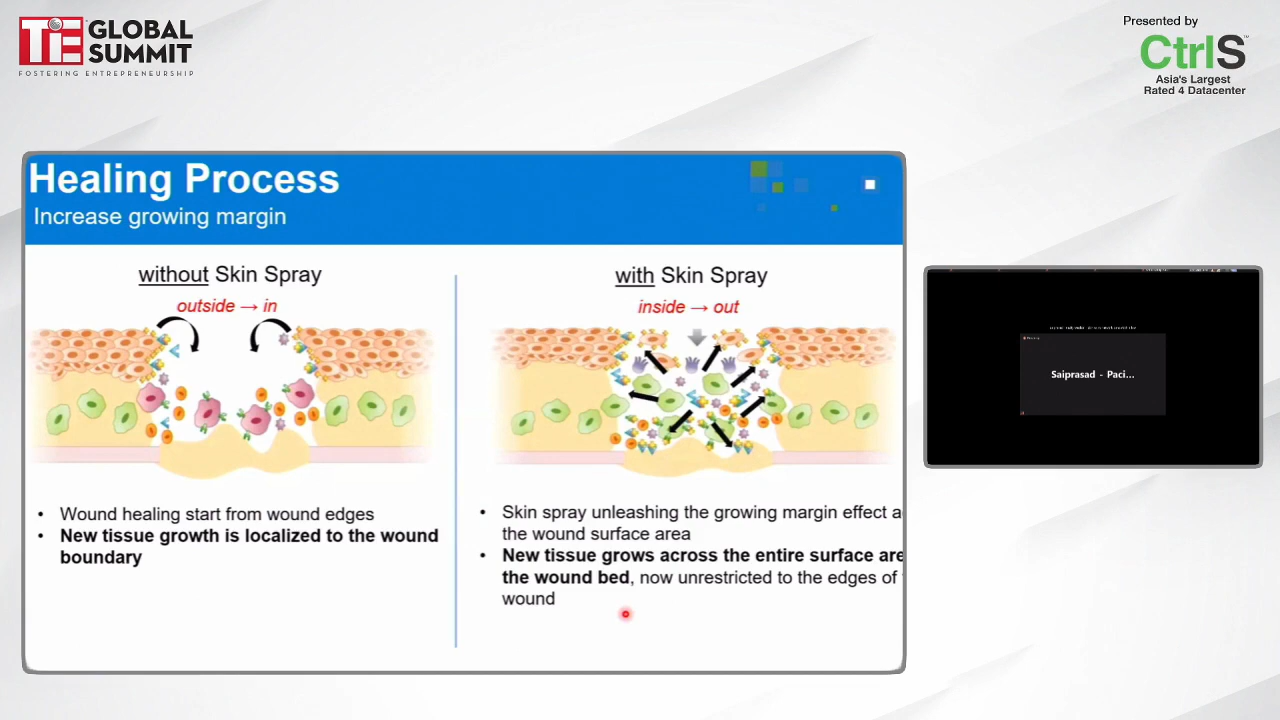 TiE GLOBAL
SUMMIT
FOSTERING ENTREPRENEURSHIP
Presented by
CtrlS
Asia's Largest
Rated 4 Datacenter
Healing Process
Increase growing margin
without Skin Spray
outside → in
• Wound healing start from wound edges
• New tissue growth is localized to the wound
boundary
with Skin Spray
inside → out
• Skin spray unleashing the growing margin effect a
the wound surface area
• New tissue grows across the entire surface are
the wound bed, now unrestricted to the edges of
wound
Saiprasad - Paci...